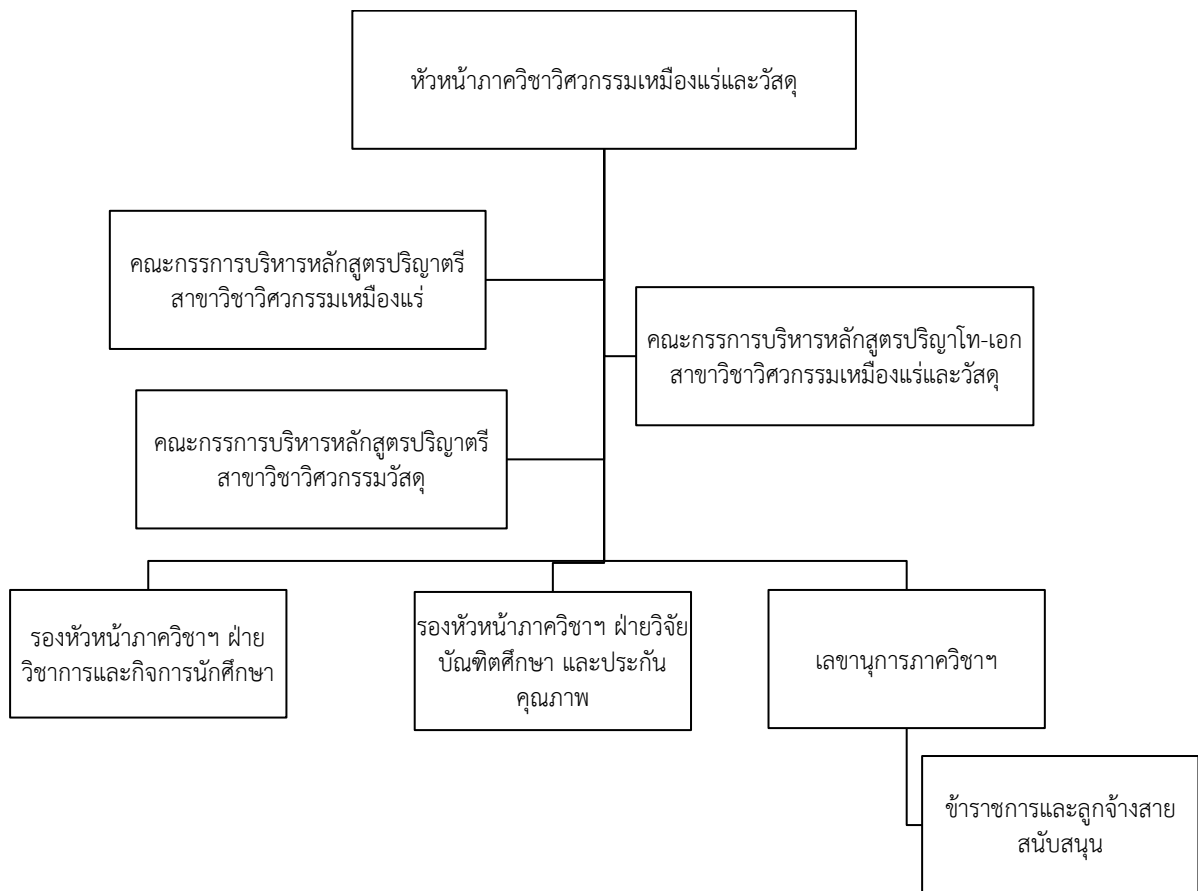 หัวหน้าภาควิชาวิศวกรรมเหมืองแร่และวัสดุ
คณะกรรการบริหารหลักสูตรปริญาตรี
สาขาวิชาวิศวกรรมเหมืองแร่
คณะกรรการบริหารหลักสูตรปริญาโท-เอก
สาขาวิชาวิศวกรรมเหมืองแร่และวัสดุ
คณะกรรการบริหารหลักสูตรปริญาตรี
สาขาวิชาวิศวกรรมวัสดุ
รองหัวหน้าภาควิชาฯ ฝ่าย
วิชาการและกิจการนักศึกษา
รองหัวหน้าภาควิชาฯ ฝ่ายวิจัย
บัณฑิตศึกษา และประกัน
คุณภาพ
เลขานุการภาควิชาฯ
ข้าราชการและลูกจ้างสาย
สนับสนุน